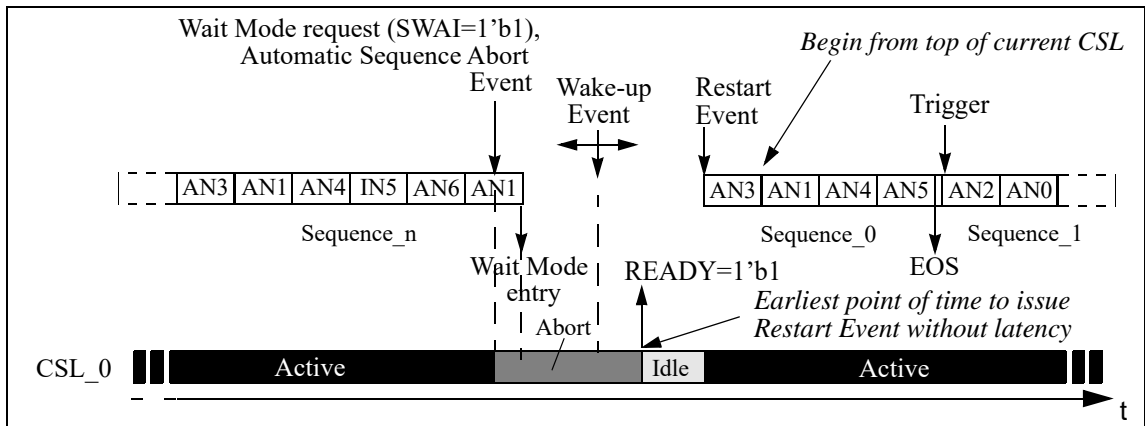 Wait Mode request (SWAI=1’b1),
Automatic Sequence Abort
Event
Wake-up
Event
Restart
Event
Begin from top of current CSL
Trigger
AN3 AN1 AN4 IN5 AN6 AN1
AN3 AN1 AN4 AN5 AN2 AN0
Sequence_n
Sequence_0
Sequence_1
Wait Mode
entry
READY=1’b1
EOS
Earliest point of time to issue
Restart Event without latency
Abort
CSL_0
Active
Idle
Active
t